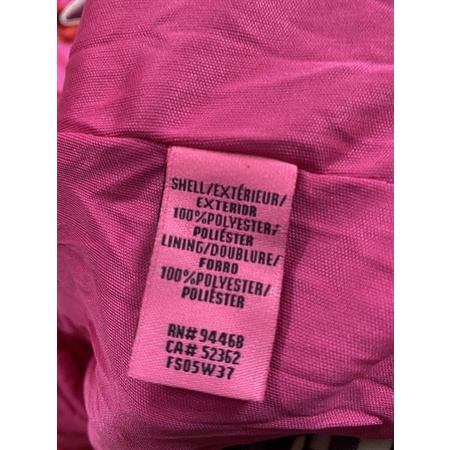 SHELL/EXTÉRIEUR/
EXTERIOR
100%POLYESTER/
POLIÉSTER
LINING/DOUBLURE/
FORRO
100%POLYESTER/
POLIÉSTER
RN# 94468
CA# 52362
FS05W37